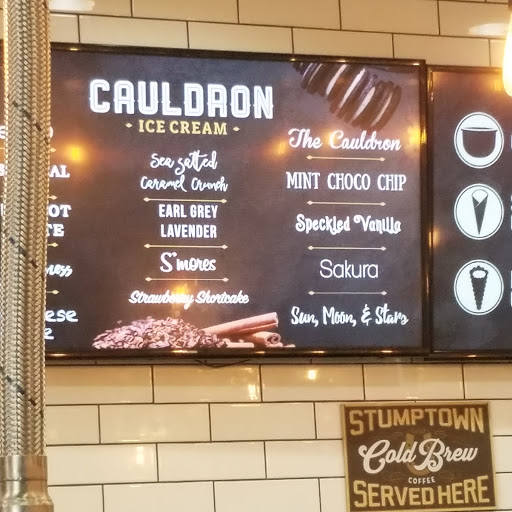 CAULDRON
ICE CREAM
Sea Salted
Caramel Crunch
EARL GREY
LAVENDER
S'mores
Strawberry Shortcake
The Cauldron
MINT CHOCO CHIP
Speckled Vanilla
Sakura
Sun, Moon, & Stars
STUMPTOWN
Cold Brew
COFFEE
SERVED HERE